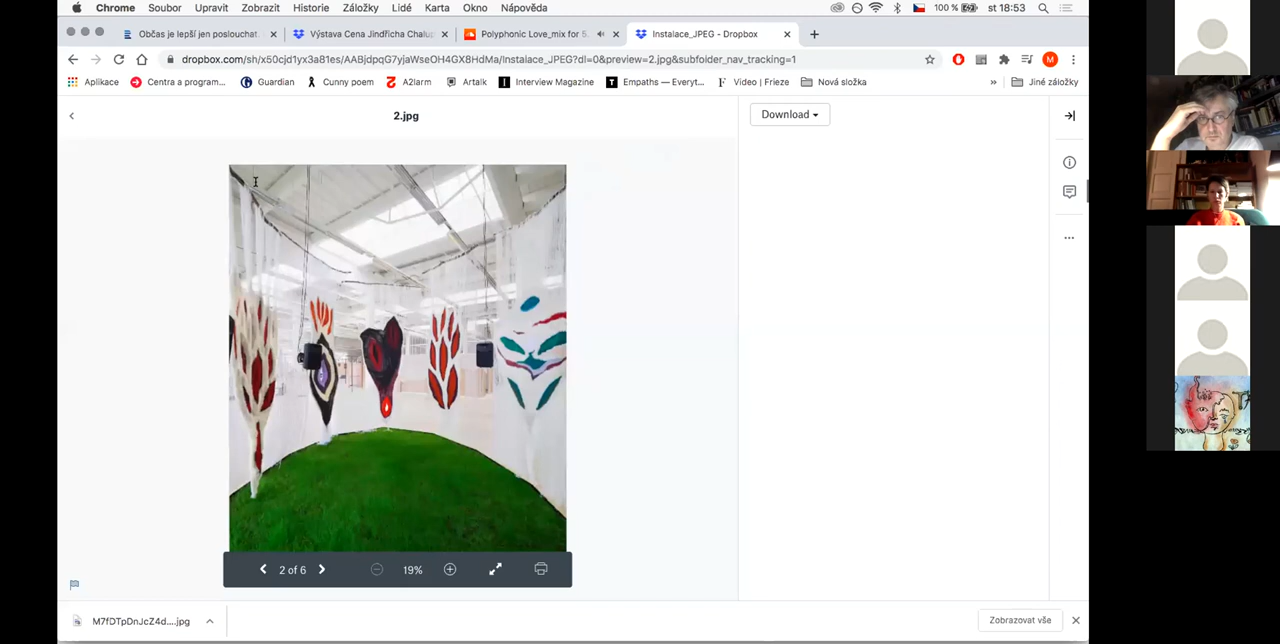 Chrome Soubor Upravit Zobrazit Historie Záložky Lidé Karta Okno Nápověda 100 % st 18:53
Občas je lepší jen poslouchat. Výstava Cena Jindřicha Chalup Polyphonic Love_mix for 5. Instalace_JPEG - Dropbox
dropbox.com/sh/x50cjd1yx3a81es/AABjdpqG7yjaWseOH4GX8HdMa/Instalace_JPEG?dl=0&preview=2.jpg&subfolder_nav_tracking=1 M
Aplikace Centra a program... Guardian Cunny poem A2larm Artalk Interview Magazine Empaths — Everyt... Video | Frieze Nová složka » Jiné záložky
2.jpg
Download
2 of 6 19%
M7fDTpDnJcZ4d....jpg Zobrazovat vše